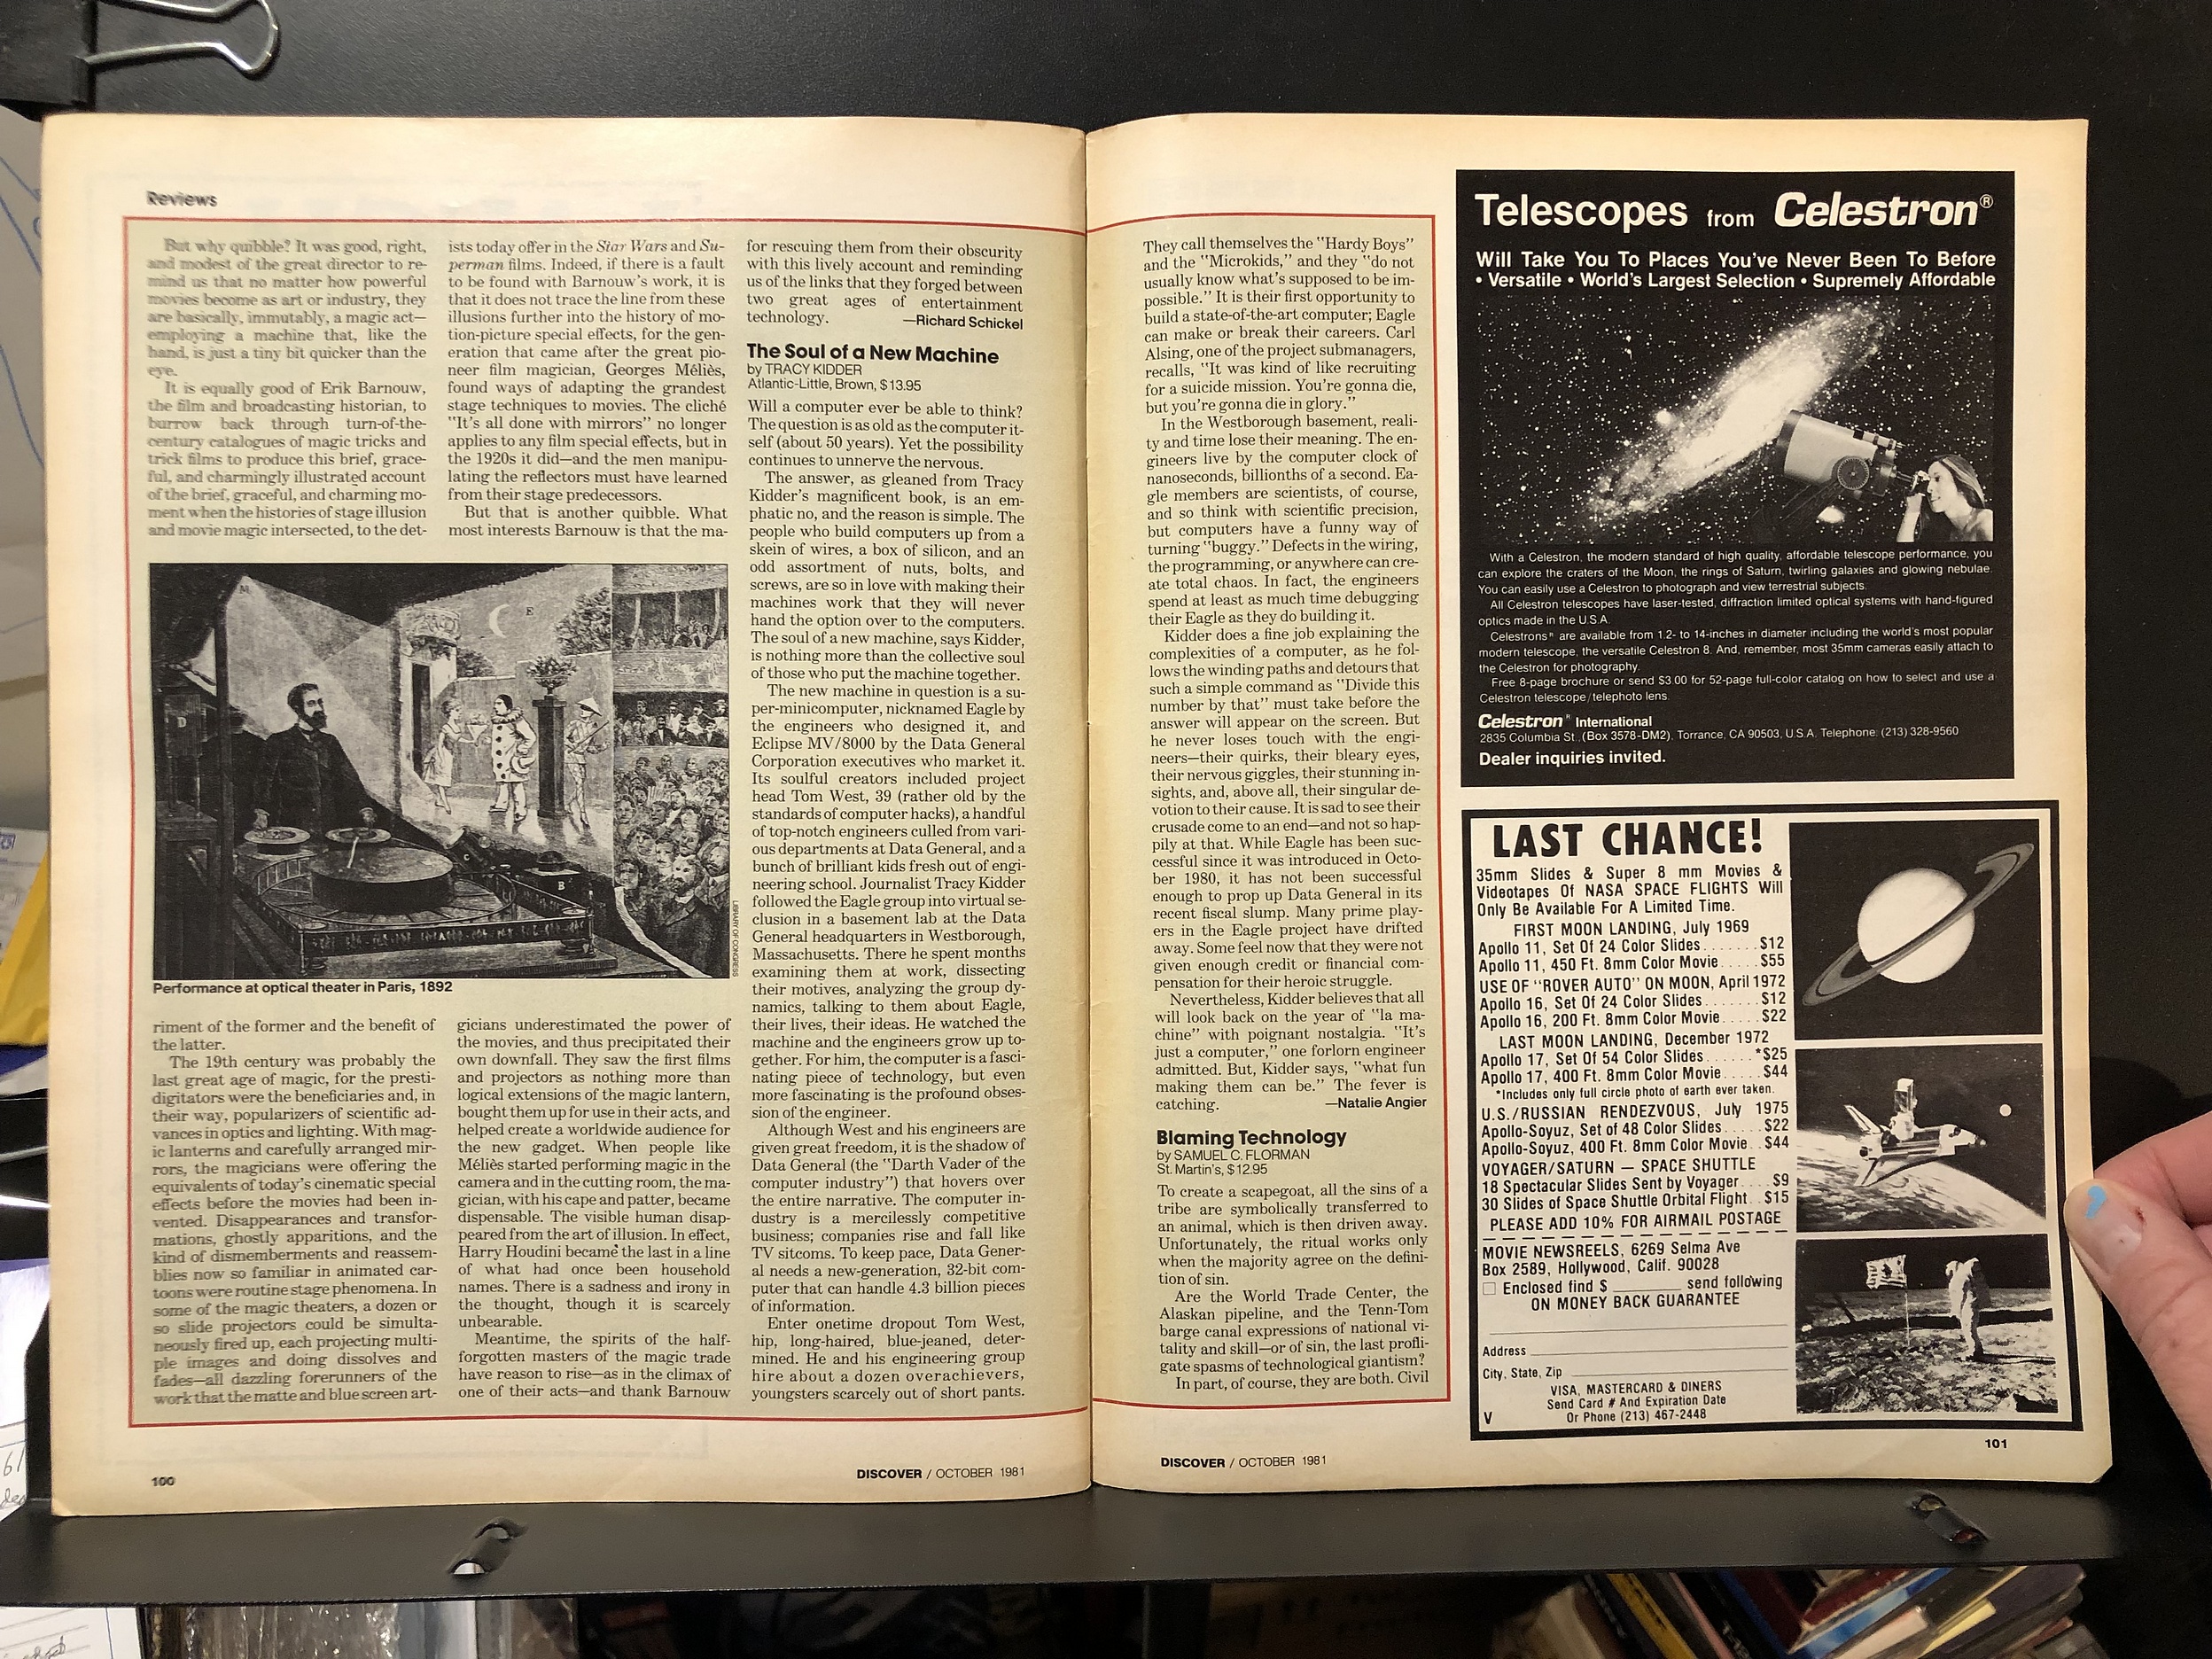 Reviews
But why quibble? It was good, right,
and modest of the great director to re-
mind us that no matter how powerful
movies become as art or industry, they
are basically, immutably, a magic act—
employing a machine that, like the
hand, is just a tiny bit quicker than the
eye.
It is equally good of Erik Barnouw,
the film and broadcasting historian, to
burrow back through turn-of-the-
century catalogues of magic tricks and
trick films to produce this brief, grace-
ful, and charmingly illustrated account
of the brief, graceful, and charming mo-
ment when the histories of stage illusion
and movie magic intersected, to the det-
M
E
D
C
B
LIBRARY OF CONGRESS
Performance at optical theater in Paris, 1892
riment of the former and the benefit of
the latter.
The 19th century was probably the
last great age of magic, for the presti-
digitators were the beneficiaries and, in
their way, popularizers of scientific ad-
vances in optics and lighting. With mag-
ic lanterns and carefully arranged mir-
rors, the magicians were offering the
equivalents of today's cinematic special
effects before the movies had been in-
vented. Disappearances and transfor-
mations, ghostly apparitions, and the
kind of dismemberments and reassem-
blies now so familiar in animated car-
toons were routine stage phenomena. In
some of the magic theaters, a dozen or
so slide projectors could be simulta-
neously fired up, each projecting multi-
ple images and doing dissolves and
fades—all dazzling forerunners of the
work that the matte and blue screen art-
ists today offer in the Star Wars and Su-
perman films. Indeed, if there is a fault
to be found with Barnouw's work, it is
that it does not trace the line from these
illusions further into the history of mo-
tion-picture special effects, for the gen-
eration that came after the great pio-
neer film magician, Georges Méliès,
found ways of adapting the grandest
stage techniques to movies. The cliché
"It's all done with mirrors" no longer
applies to any film special effects, but in
the 1920s it did—and the men manipu-
lating the reflectors must have learned
from their stage predecessors.
But that is another quibble. What
most interests Barnouw is that the ma-
gicians underestimated the power of
the movies, and thus precipitated their
own downfall. They saw the first films
and projectors as nothing more than
logical extensions of the magic lantern,
bought them up for use in their acts, and
helped create a worldwide audience for
the new gadget. When people like
Méliès started performing magic in the
camera and in the cutting room, the ma-
gician, with his cape and patter, became
dispensable. The visible human disap-
peared from the art of illusion. In effect,
Harry Houdini became the last in a line
of what had once been household
names. There is a sadness and irony in
the thought, though it is scarcely
unbearable.
Meantime, the spirits of the half-
forgotten masters of the magic trade
have reason to rise—as in the climax of
one of their acts—and thank Barnouw
for rescuing them from their obscurity
with this lively account and reminding
us of the links that they forged between
two great ages of entertainment
technology. —Richard Schickel
The Soul of a New Machine
by TRACY KIDDER
Atlantic-Little, Brown, $13.95
Will a computer ever be able to think?
The question is as old as the computer it-
self (about 50 years). Yet the possibility
continues to unnerve the nervous.
The answer, as gleaned from Tracy
Kidder's magnificent book, is an em-
phatic no, and the reason is simple. The
people who build computers up from a
skein of wires, a box of silicon, and an
odd assortment of nuts, bolts, and
screws, are so in love with making their
machines work that they will never
hand the option over to the computers.
The soul of a new machine, says Kidder,
is nothing more than the collective soul
of those who put the machine together.
The new machine in question is a su-
per-minicomputer, nicknamed Eagle by
the engineers who designed it, and
Eclipse MV/8000 by the Data General
Corporation executives who market it.
Its soulful creators included project
head Tom West, 39 (rather old by the
standards of computer hacks), a handful
of top-notch engineers culled from vari-
ous departments at Data General, and a
bunch of brilliant kids fresh out of engi-
neering school. Journalist Tracy Kidder
followed the Eagle group into virtual se-
clusion in a basement lab at the Data
General headquarters in Westborough,
Massachusetts. There he spent months
examining them at work, dissecting
their motives, analyzing the group dy-
namics, talking to them about Eagle,
their lives, their ideas. He watched the
machine and the engineers grow up to-
gether. For him, the computer is a fasci-
nating piece of technology, but even
more fascinating is the profound obses-
sion of the engineer.
Although West and his engineers are
given great freedom, it is the shadow of
Data General (the "Darth Vader of the
computer industry") that hovers over
the entire narrative. The computer in-
dustry is a mercilessly competitive
business; companies rise and fall like
TV sitcoms. To keep pace, Data Gener-
al needs a new-generation, 32-bit com-
puter that can handle 4.3 billion pieces
of information.
Enter onetime dropout Tom West,
hip, long-haired, blue-jeaned, deter-
mined. He and his engineering group
hire about a dozen overachievers,
youngsters scarcely out of short pants.
100
DISCOVER / OCTOBER 1981
They call themselves the "Hardy Boys"
and the "Microkids," and they "do not
usually know what's supposed to be im-
possible." It is their first opportunity to
build a state-of-the-art computer; Eagle
can make or break their careers. Carl
Alsing, one of the project submanagers,
recalls, "It was kind of like recruiting
for a suicide mission. You're gonna die,
but you're gonna die in glory."
In the Westborough basement, reali-
ty and time lose their meaning. The en-
gineers live by the computer clock of
nanoseconds, billionths of a second. Ea-
gle members are scientists, of course,
and so think with scientific precision,
but computers have a funny way of
turning "buggy." Defects in the wiring,
the programming, or anywhere can cre-
ate total chaos. In fact, the engineers
spend at least as much time debugging
their Eagle as they do building it.
Kidder does a fine job explaining the
complexities of a computer, as he fol-
lows the winding paths and detours that
such a simple command as "Divide this
number by that" must take before the
answer will appear on the screen. But
he never loses touch with the engi-
neers—their quirks, their bleary eyes,
their nervous giggles, their stunning in-
sights, and, above all, their singular de-
votion to their cause. It is sad to see their
crusade come to an end—and not so hap-
pily at that. While Eagle has been suc-
cessful since it was introduced in Octo-
ber 1980, it has not been successful
enough to prop up Data General in its
recent fiscal slump. Many prime play-
ers in the Eagle project have drifted
away. Some feel now that they were not
given enough credit or financial com-
pensation for their heroic struggle.
Nevertheless, Kidder believes that all
will look back on the year of "la ma-
chine" with poignant nostalgia. "It's
just a computer," one forlorn engineer
admitted. But, Kidder says, "what fun
making them can be." The fever is
catching. —Natalie Angier
Blaming Technology
by SAMUEL C. FLORMAN
St. Martin's, $12.95
To create a scapegoat, all the sins of a
tribe are symbolically transferred to
an animal, which is then driven away.
Unfortunately, the ritual works only
when the majority agree on the defini-
tion of sin.
Are the World Trade Center, the
Alaskan pipeline, and the Tenn-Tom
barge canal expressions of national vi-
tality and skill—or of sin, the last profli-
gate spasms of technological giantism?
In part, of course, they are both. Civil
DISCOVER / OCTOBER 1981
Telescopes from Celestron®
Will Take You To Places You've Never Been To Before
• Versatile • World's Largest Selection • Supremely Affordable
With a Celestron, the modern standard of high quality, affordable telescope performance, you
can explore the craters of the Moon, the rings of Saturn, twirling galaxies and glowing nebulae.
You can easily use a Celestron to photograph and view terrestrial subjects.
All Celestron telescopes have laser-tested, diffraction limited optical systems with hand-figured
optics made in the U.S.A.
Celestrons® are available from 1.2- to 14-inches in diameter including the world's most popular
modern telescope, the versatile Celestron 8. And, remember, most 35mm cameras easily attach to
the Celestron for photography.
Free 8-page brochure or send $3.00 for 52-page full-color catalog on how to select and use a
Celestron telescope/telephoto lens.
Celestron® International
2835 Columbia St., (Box 3578-DM2), Torrance, CA 90503, U.S.A. Telephone: (213) 328-9560
Dealer inquiries invited.
LAST CHANCE!
35mm Slides & Super 8 mm Movies &
Videotapes Of NASA SPACE FLIGHTS Will
Only Be Available For A Limited Time.
FIRST MOON LANDING, July 1969
Apollo 11, Set Of 24 Color Slides.......$12
Apollo 11, 450 Ft. 8mm Color Movie.....$55
USE OF "ROVER AUTO" ON MOON, April 1972
Apollo 16, Set Of 24 Color Slides.......$12
Apollo 16, 200 Ft. 8mm Color Movie.....$22
LAST MOON LANDING, December 1972
Apollo 17, Set Of 54 Color Slides......*$25
Apollo 17, 400 Ft. 8mm Color Movie.....$44
*Includes only full circle photo of earth ever taken.
U.S./RUSSIAN RENDEZVOUS, July 1975
Apollo-Soyuz, Set of 48 Color Slides....$22
Apollo-Soyuz, 400 Ft. 8mm Color Movie..$44
VOYAGER/SATURN — SPACE SHUTTLE
18 Spectacular Slides Sent by Voyager....$9
30 Slides of Space Shuttle Orbital Flight..$15
PLEASE ADD 10% FOR AIRMAIL POSTAGE
MOVIE NEWSREELS, 6269 Selma Ave
Box 2589, Hollywood, Calif. 90028
Enclosed find $ send following
ON MONEY BACK GUARANTEE
Address
City, State, Zip
VISA, MASTERCARD & DINERS
Send Card # And Expiration Date
V Or Phone (213) 467-2448
101